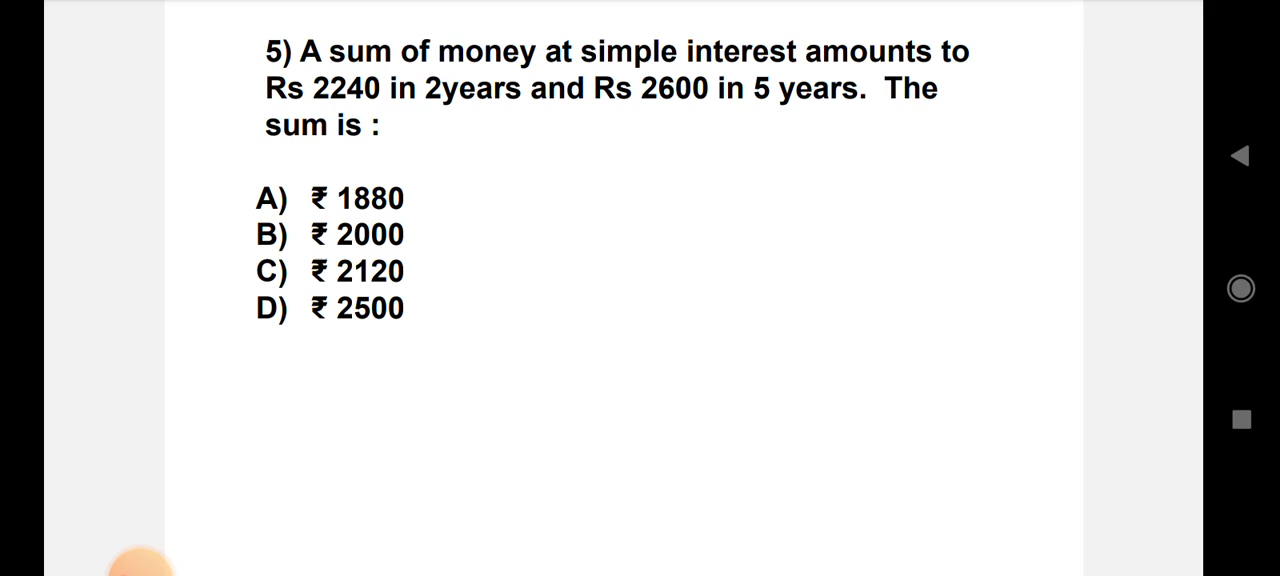 5) A sum of money at simple interest amounts to
Rs 2240 in 2years and Rs 2600 in 5 years.  The
sum is :
A) ₹ 1880
B) ₹ 2000
C) ₹ 2120
D) ₹ 2500